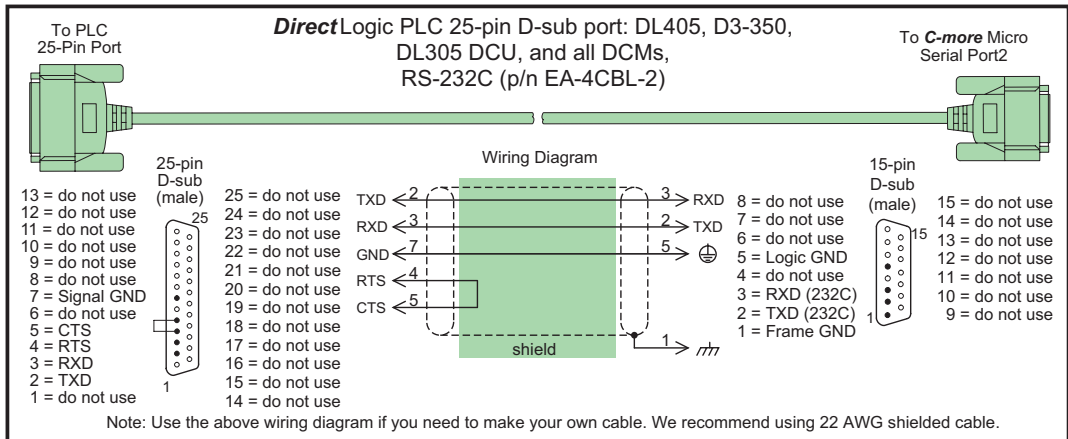 To PLC
25-Pin Port
DirectLogic PLC 25-pin D-sub port: DL405, D3-350,
DL305 DCU, and all DCMs,
RS-232C (p/n EA-4CBL-2)
To C-more Micro
Serial Port2
25-pin
D-sub
(male)
13 = do not use
12 = do not use
11 = do not use
10 = do not use
9 = do not use
8 = do not use
7 = Signal GND
6 = do not use
5 = CTS
4 = RTS
3 = RXD
2 = TXD
1 = do not use
25
1
25 = do not use
24 = do not use
23 = do not use
22 = do not use
21 = do not use
20 = do not use
19 = do not use
18 = do not use
17 = do not use
16 = do not use
15 = do not use
14 = do not use
Wiring Diagram
TXD 2 3 RXD
RXD 3 2 TXD
GND 7 5
RTS 4
CTS 5
shield
1
8 = do not use
7 = do not use
6 = do not use
5 = Logic GND
4 = do not use
3 = RXD (232C)
2 = TXD (232C)
1 = Frame GND
15-pin
D-sub
(male)
15
1
15 = do not use
14 = do not use
13 = do not use
12 = do not use
11 = do not use
10 = do not use
9 = do not use
Note: Use the above wiring diagram if you need to make your own cable. We recommend using 22 AWG shielded cable.